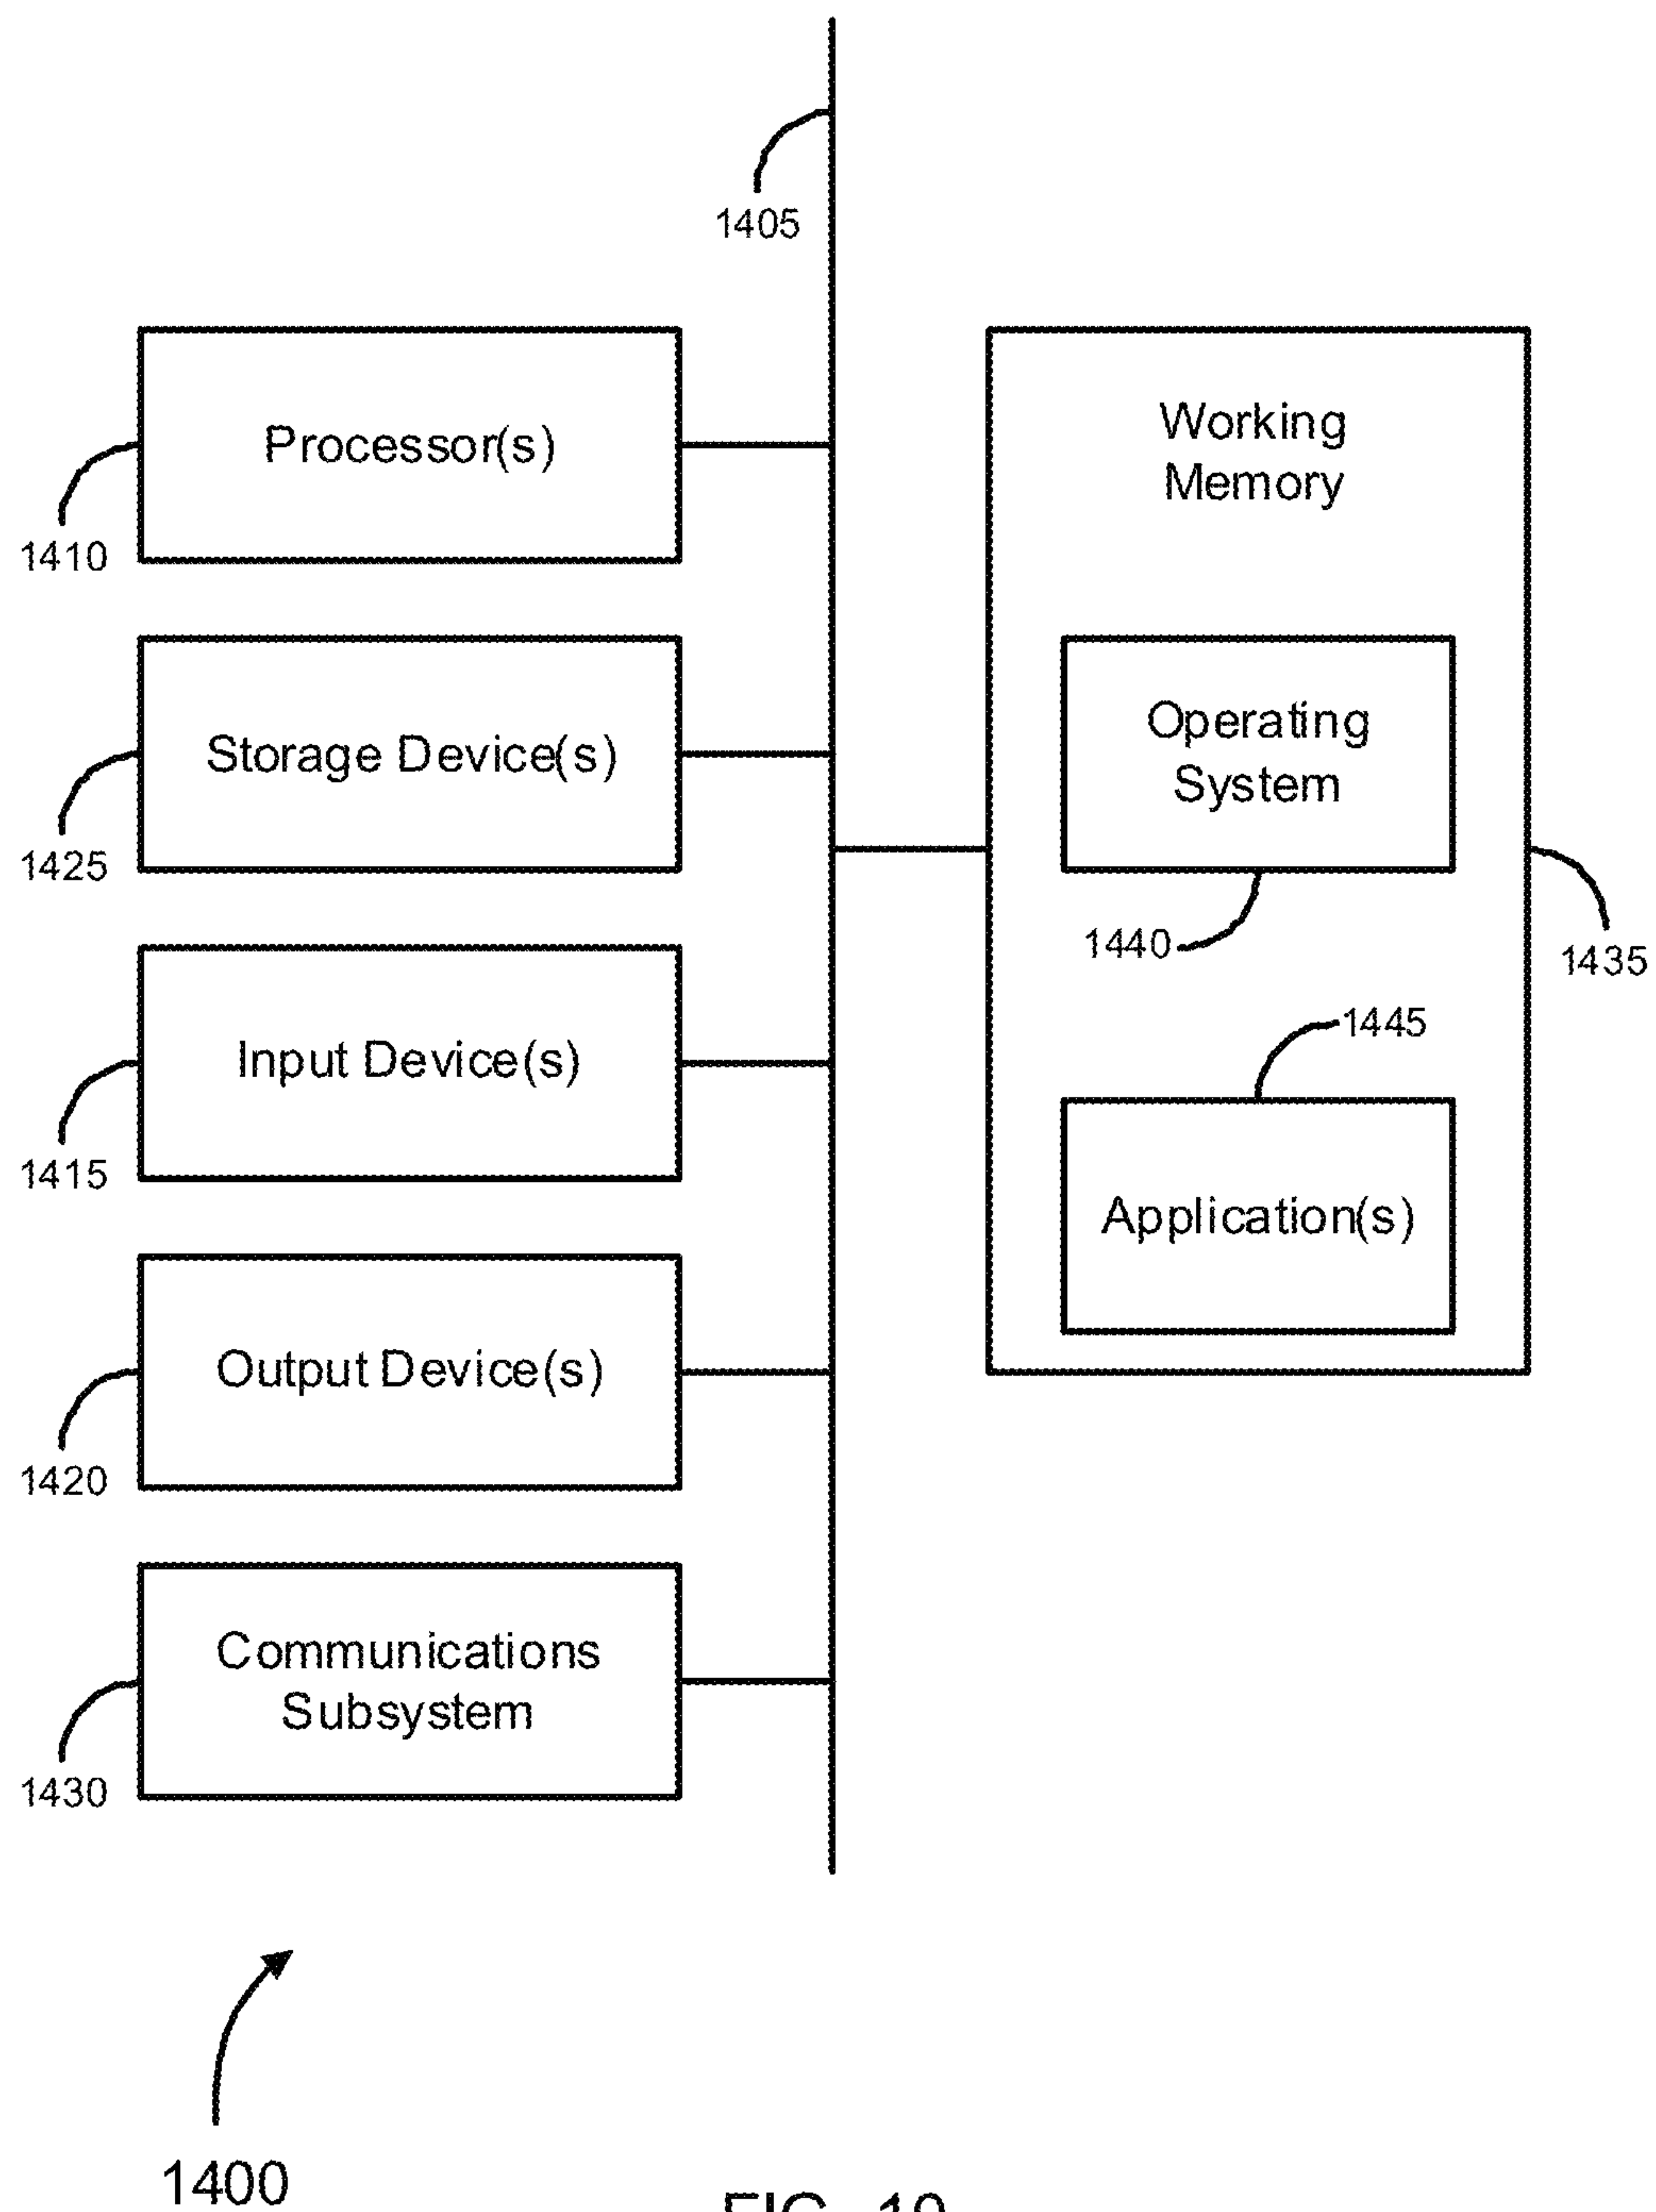 1405
Processor(s)
1410
Storage Device(s)
1425
Input Device(s)
1415
Output Device(s)
1420
Communications
Subsystem
1430
Working
Memory
Operating
System
1440
1435
1445
Application(s)
1400
FIG.